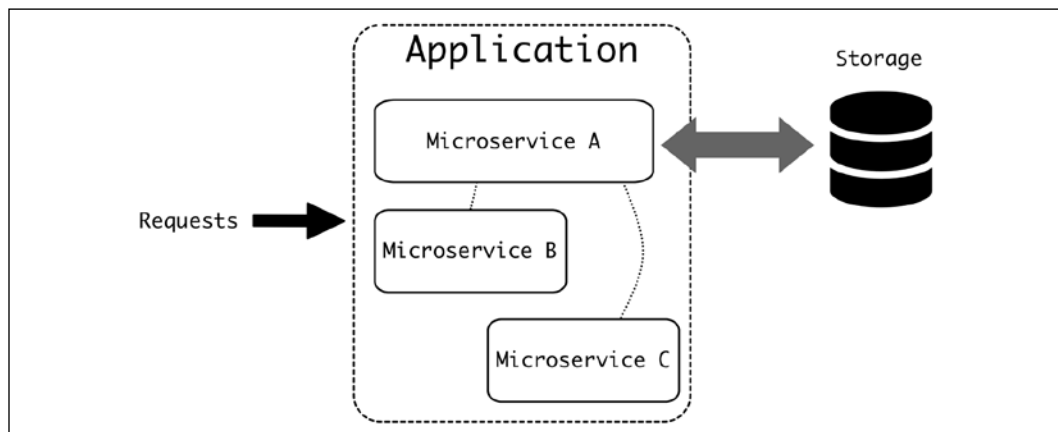 Application
Storage
Microservice A
Requests
Microservice B
Microservice C